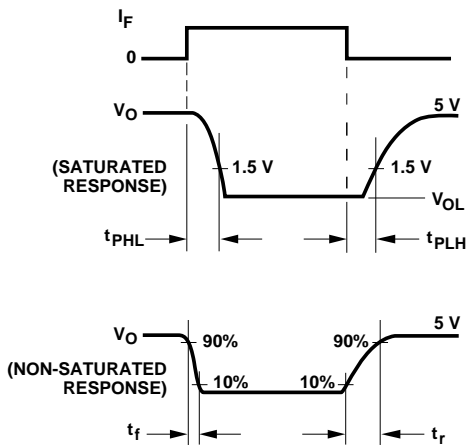 I_F
0
V_O
5 V
(SATURATED
RESPONSE)
1.5 V
1.5 V
V_OL
t_PHL
t_PLH
V_O
5 V
90%
90%
(NON-SATURATED
RESPONSE)
10%
10%
t_f
t_r